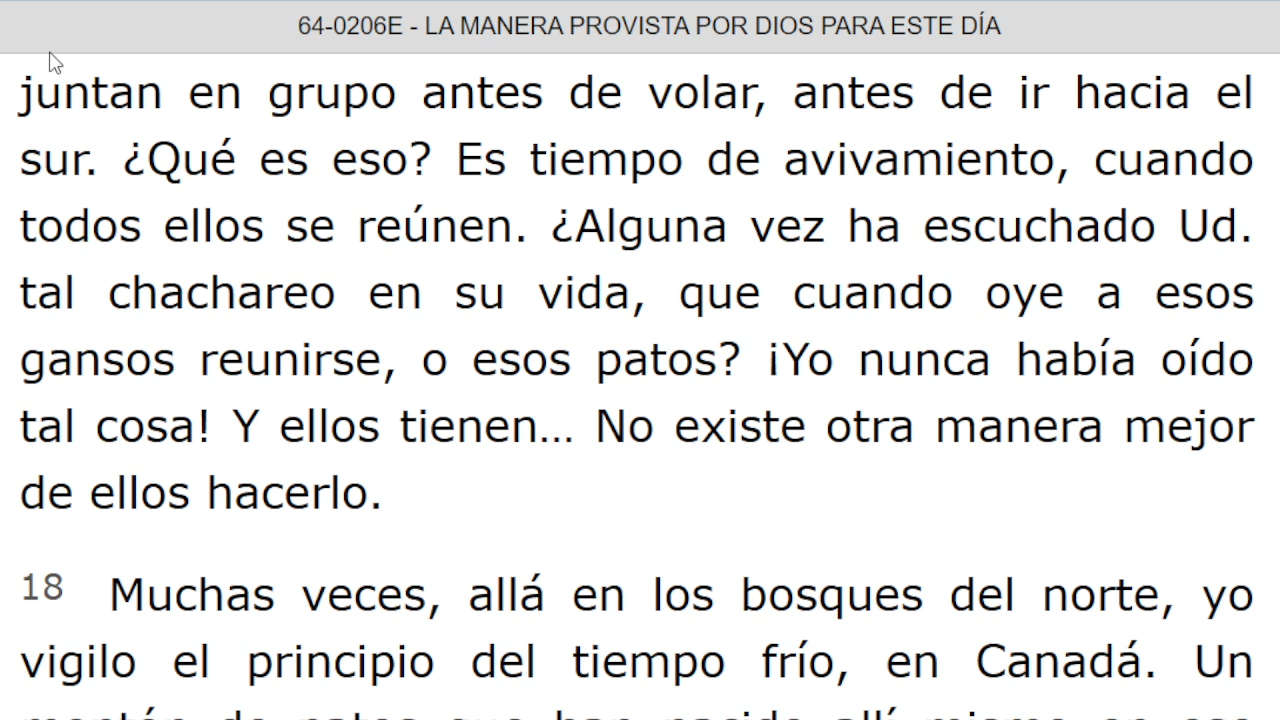 64-0206E - LA MANERA PROVISTA POR DIOS PARA ESTE DÍA
juntan en grupo antes de volar, antes de ir hacia el
sur. ¿Qué es eso? Es tiempo de avivamiento, cuando
todos ellos se reúnen. ¿Alguna vez ha escuchado Ud.
tal chachareo en su vida, que cuando oye a esos
gansos reunirse, o esos patos? ¡Yo nunca había oído
tal cosa! Y ellos tienen… No existe otra manera mejor
de ellos hacerlo.
18 Muchas veces, allá en los bosques del norte, yo
vigilo el principio del tiempo frío, en Canadá. Un